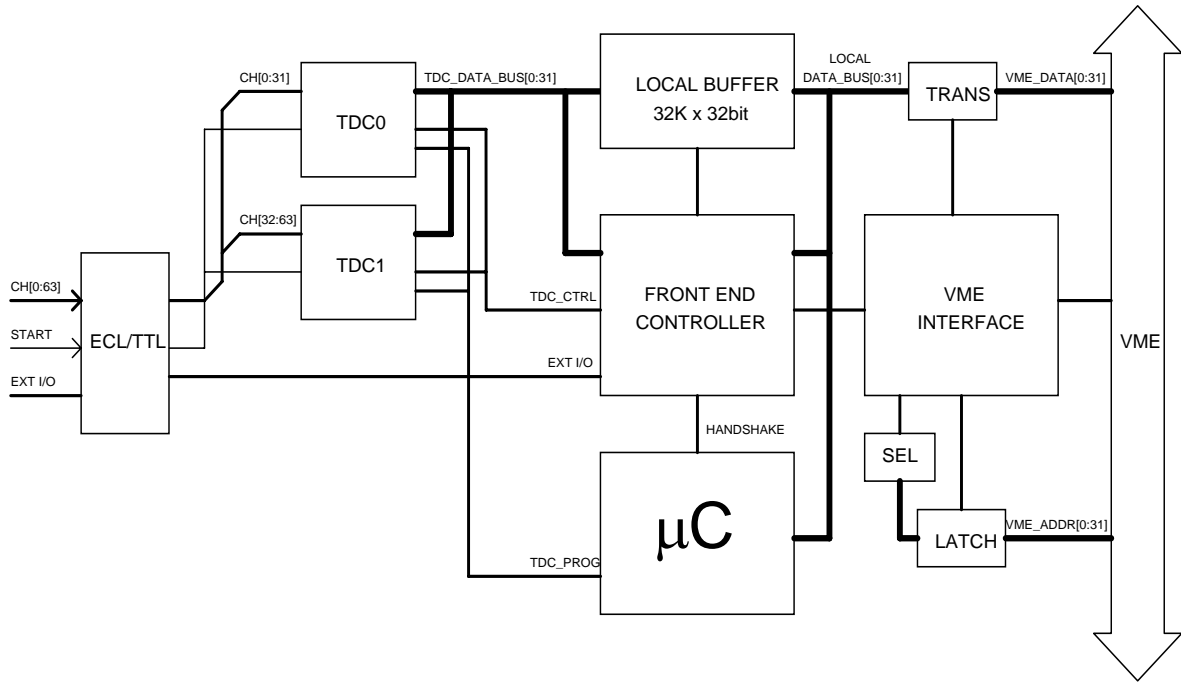 LOCAL
CH[0:31]
TDC_DATA_BUS[0:31]
LOCAL BUFFER
32K x 32bit
DATA_BUS[0:31]
TRANS
VME_DATA[0:31]
TDC0
CH[32:63]
TDC1
CH[0:63]
START
EXT I/O
ECL/TTL
TDC_CTRL
EXT I/O
FRONT END
CONTROLLER
VME
INTERFACE
VME
HANDSHAKE
SEL
μC
TDC_PROG
LATCH
VME_ADDR[0:31]